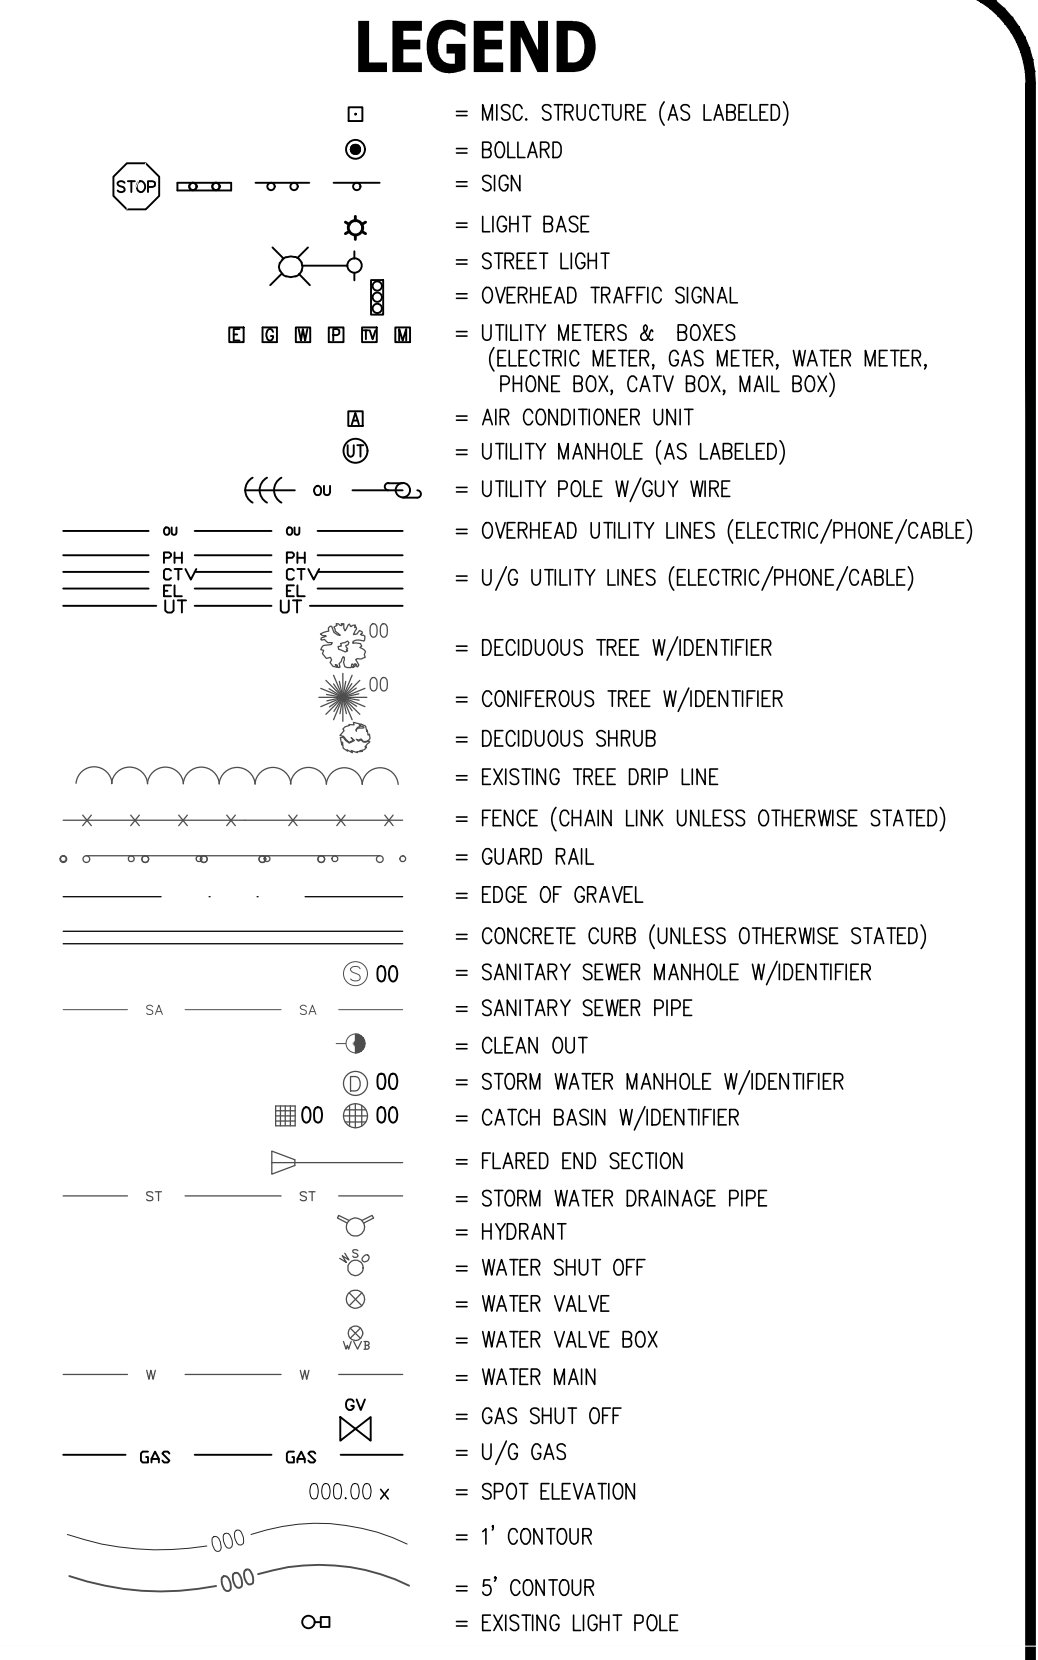 LEGEND
= MISC. STRUCTURE (AS LABELED)
= BOLLARD
STOP = SIGN
= LIGHT BASE
= STREET LIGHT
= OVERHEAD TRAFFIC SIGNAL
E G W P TV M = UTILITY METERS & BOXES
(ELECTRIC METER, GAS METER, WATER METER,
PHONE BOX, CATV BOX, MAIL BOX)
A = AIR CONDITIONER UNIT
UT = UTILITY MANHOLE (AS LABELED)
OU = UTILITY POLE W/GUY WIRE
OU OU = OVERHEAD UTILITY LINES (ELECTRIC/PHONE/CABLE)
PH PH
CTV CTV = U/G UTILITY LINES (ELECTRIC/PHONE/CABLE)
EL EL
UT UT
00 = DECIDUOUS TREE W/IDENTIFIER
00 = CONIFEROUS TREE W/IDENTIFIER
= DECIDUOUS SHRUB
= EXISTING TREE DRIP LINE
= FENCE (CHAIN LINK UNLESS OTHERWISE STATED)
= GUARD RAIL
= EDGE OF GRAVEL
= CONCRETE CURB (UNLESS OTHERWISE STATED)
S 00 = SANITARY SEWER MANHOLE W/IDENTIFIER
SA SA = SANITARY SEWER PIPE
= CLEAN OUT
D 00 = STORM WATER MANHOLE W/IDENTIFIER
00 00 = CATCH BASIN W/IDENTIFIER
= FLARED END SECTION
ST ST = STORM WATER DRAINAGE PIPE
= HYDRANT
WSO = WATER SHUT OFF
= WATER VALVE
WVB = WATER VALVE BOX
W W = WATER MAIN
GV = GAS SHUT OFF
GAS GAS = U/G GAS
000.00 x = SPOT ELEVATION
000 = 1' CONTOUR
000 = 5' CONTOUR
= EXISTING LIGHT POLE